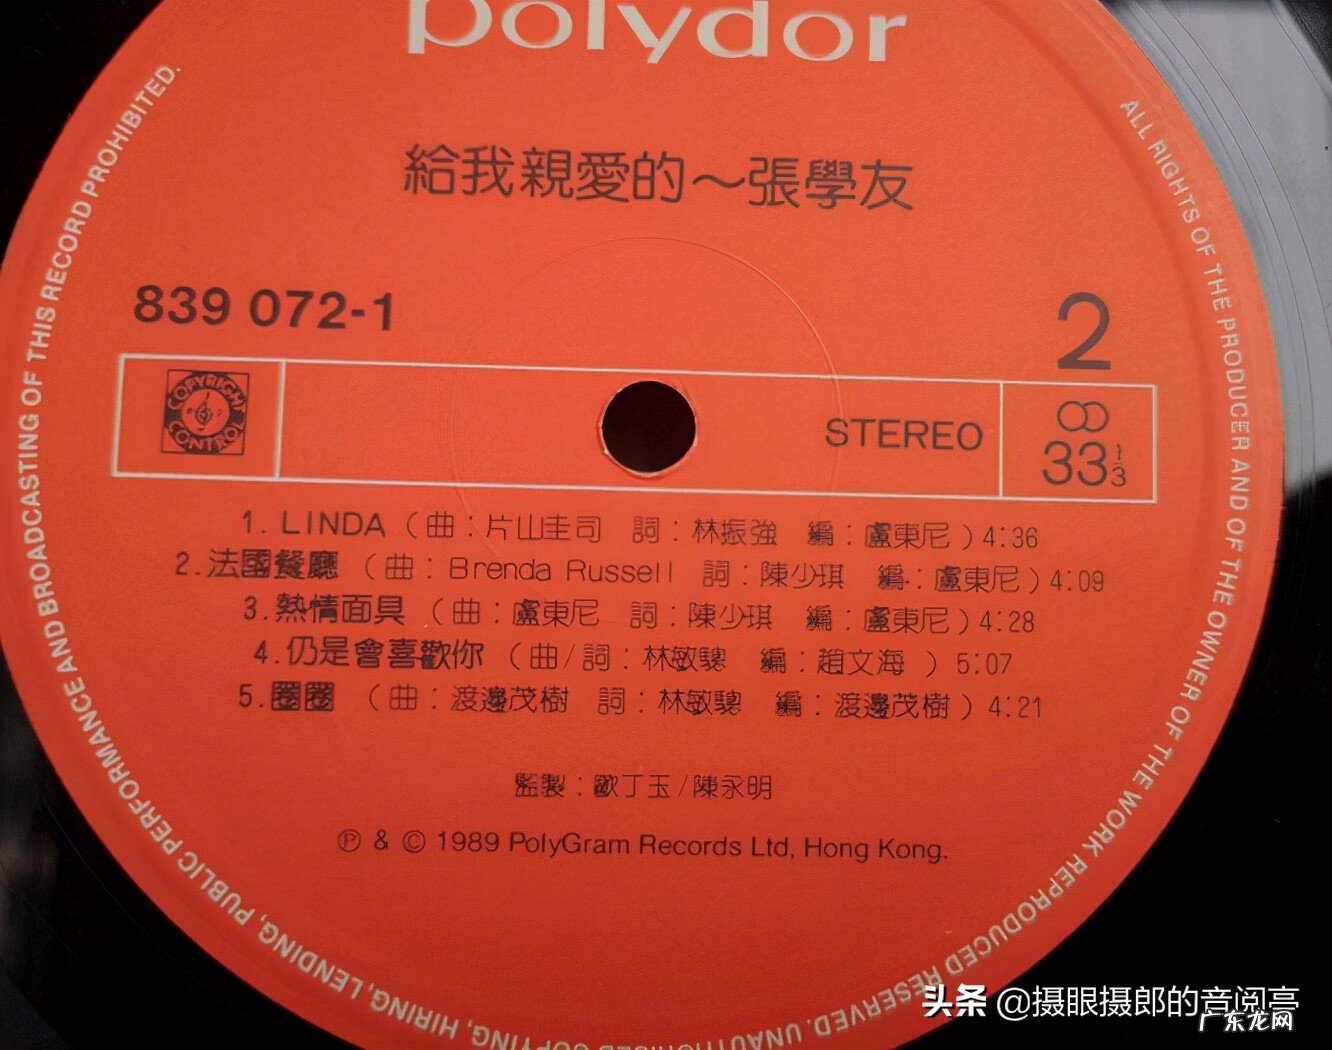 polydor
給我親愛的～張學友
839 072-1
2
COPYRIGHT CONTROL
STEREO
33 1/3
1. LINDA（曲：片山圭司 詞：林振強 編：盧東尼）4:36
2.法國餐廳（曲：Brenda Russell 詞：陳少琪 編：盧東尼）4:09
3.熱情面具（曲：盧東尼 詞：陳少琪 編：盧東尼）4:28
4.仍是會喜歡你（曲/詞：林敏驄 編：趙文海）5:07
5.圈圈（曲：渡邊茂樹 詞：林敏驄 編：渡邊茂樹）4:21
監製：歐丁玉/陳永明
Ⓟ & © 1989 PolyGram Records Ltd, Hong Kong.
ALL RIGHTS OF THE PRODUCER AND OF THE OWNER OF THE WORK REPRODUCED RESERVED. UNAUTHORISED COPYING, HIRING, LENDING, PUBLIC PERFORMANCE AND BROADCASTING OF THIS RECORD PROHIBITED.
头条 @摄眼摄郎的音阅亮
广东龙网